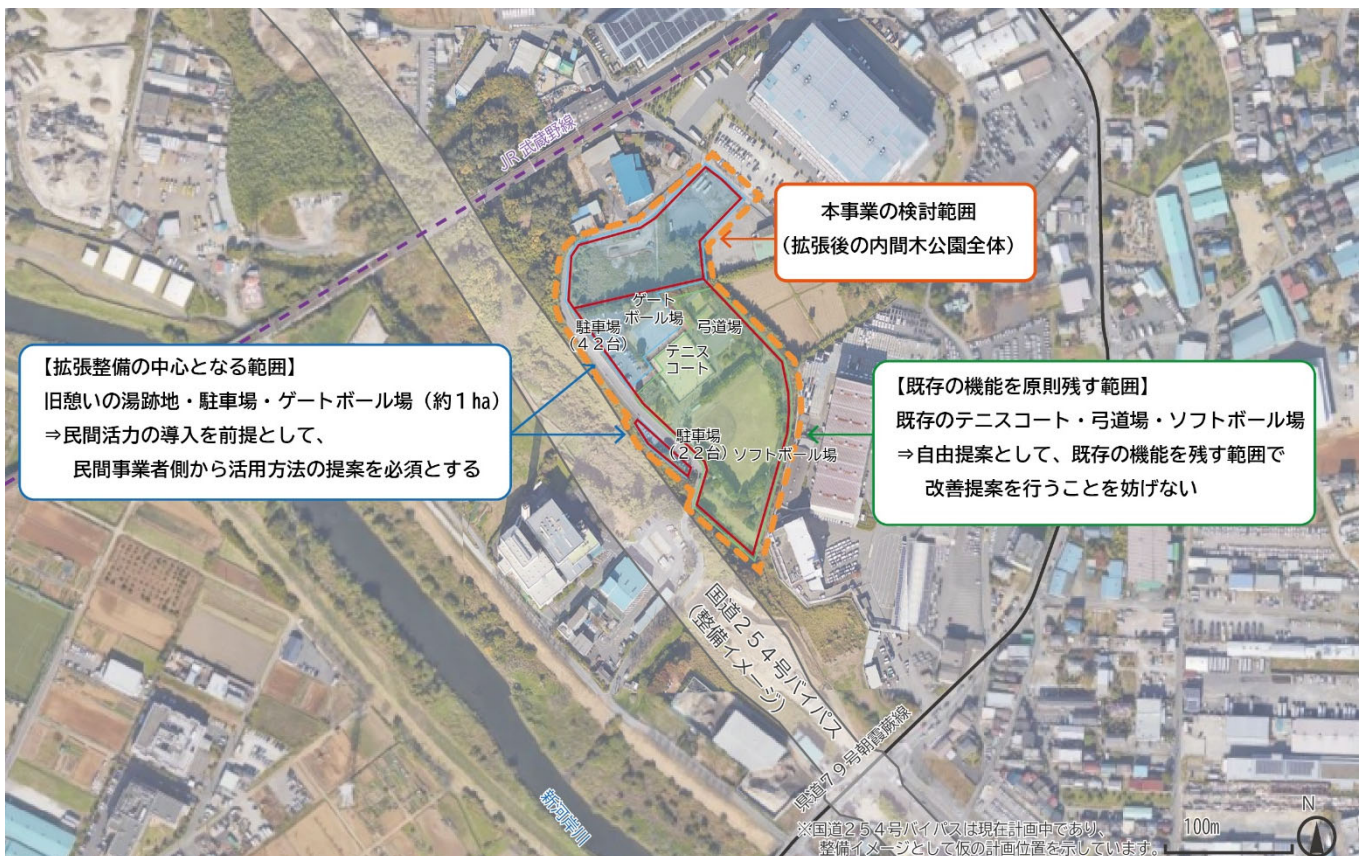 JR 武蔵野線
本事業の検討範囲
（拡張後の内間木公園全体）
ゲート
ボール場
駐車場
（４２台）
弓道場
テニス
コート
【拡張整備の中心となる範囲】
旧憩いの湯跡地・駐車場・ゲートボール場（約１ha）
⇒民間活力の導入を前提として、
民間事業者側から活用方法の提案を必須とする
【既存の機能を原則残す範囲】
既存のテニスコート・弓道場・ソフトボール場
⇒自由提案として、既存の機能を残す範囲で
改善提案を行うことを妨げない
駐車場
（２２台）
ソフトボール場
国道２５４号バイパス
（整備イメージ）
県道７９号朝霞蕨線
新河岸川
※国道２５４号バイパスは現在計画中であり、
整備イメージとして仮の計画位置を示しています。
100m
N